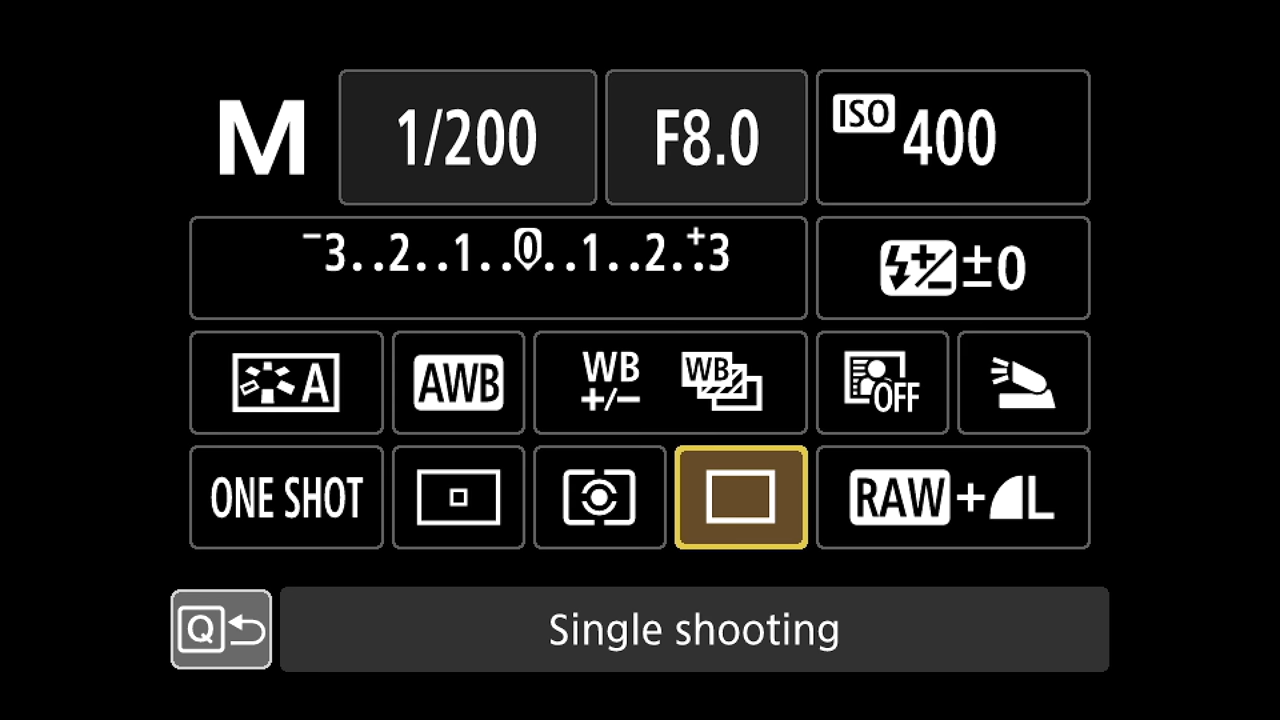 M 1/200 F8.0 ISO 400
-3..2..1..0..1..2..+3 ±0
A AWB WB +/- WB OFF
ONE SHOT RAW+L
Q Single shooting